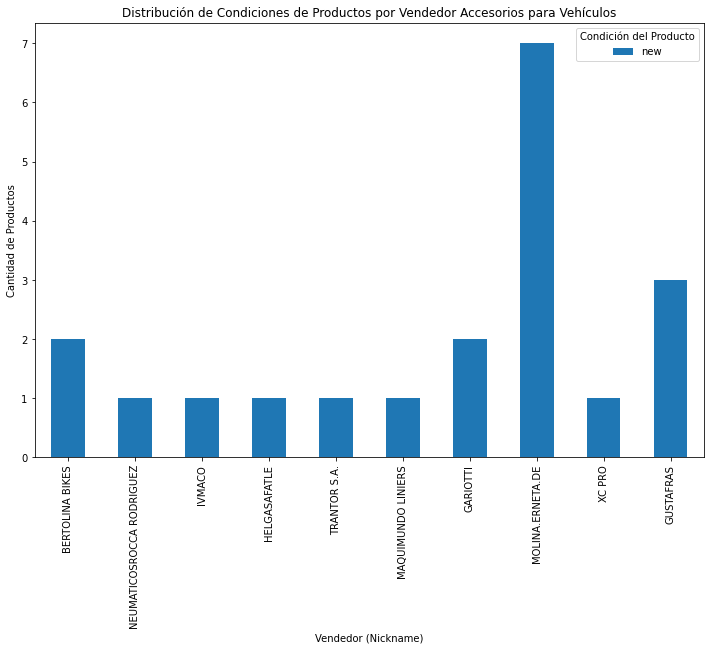 Distribución de Condiciones de Productos por Vendedor Accesorios para Vehículos
Condición del Producto
new
Cantidad de Productos
7
6
5
4
3
2
1
0
BERTOLINA BIKES
NEUMATICOSROCCA RODRIGUEZ
IVMACO
HELGASAFATLE
TRANTOR S.A.
MAQUIMUNDO LINIERS
GARIOTTI
MOLINA.ERNETA.DE
XC PRO
GUSTAFRAS
Vendedor (Nickname)